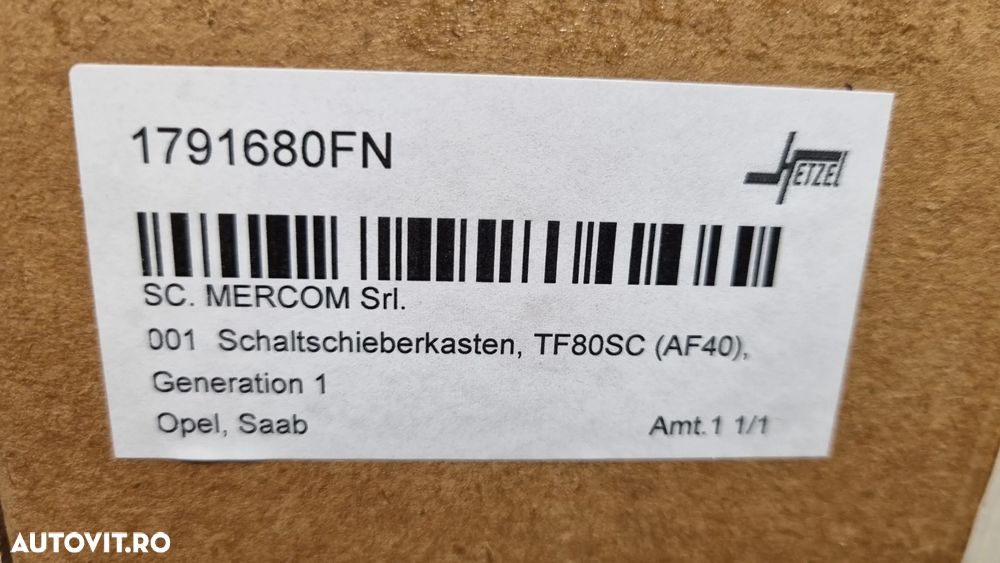 1791680FN
HETZEL
SC. MERCOM Srl.
001 Schaltschieberkasten, TF80SC (AF40),
Generation 1
Opel, Saab
Amt.1 1/1
AUTOVIT.RO